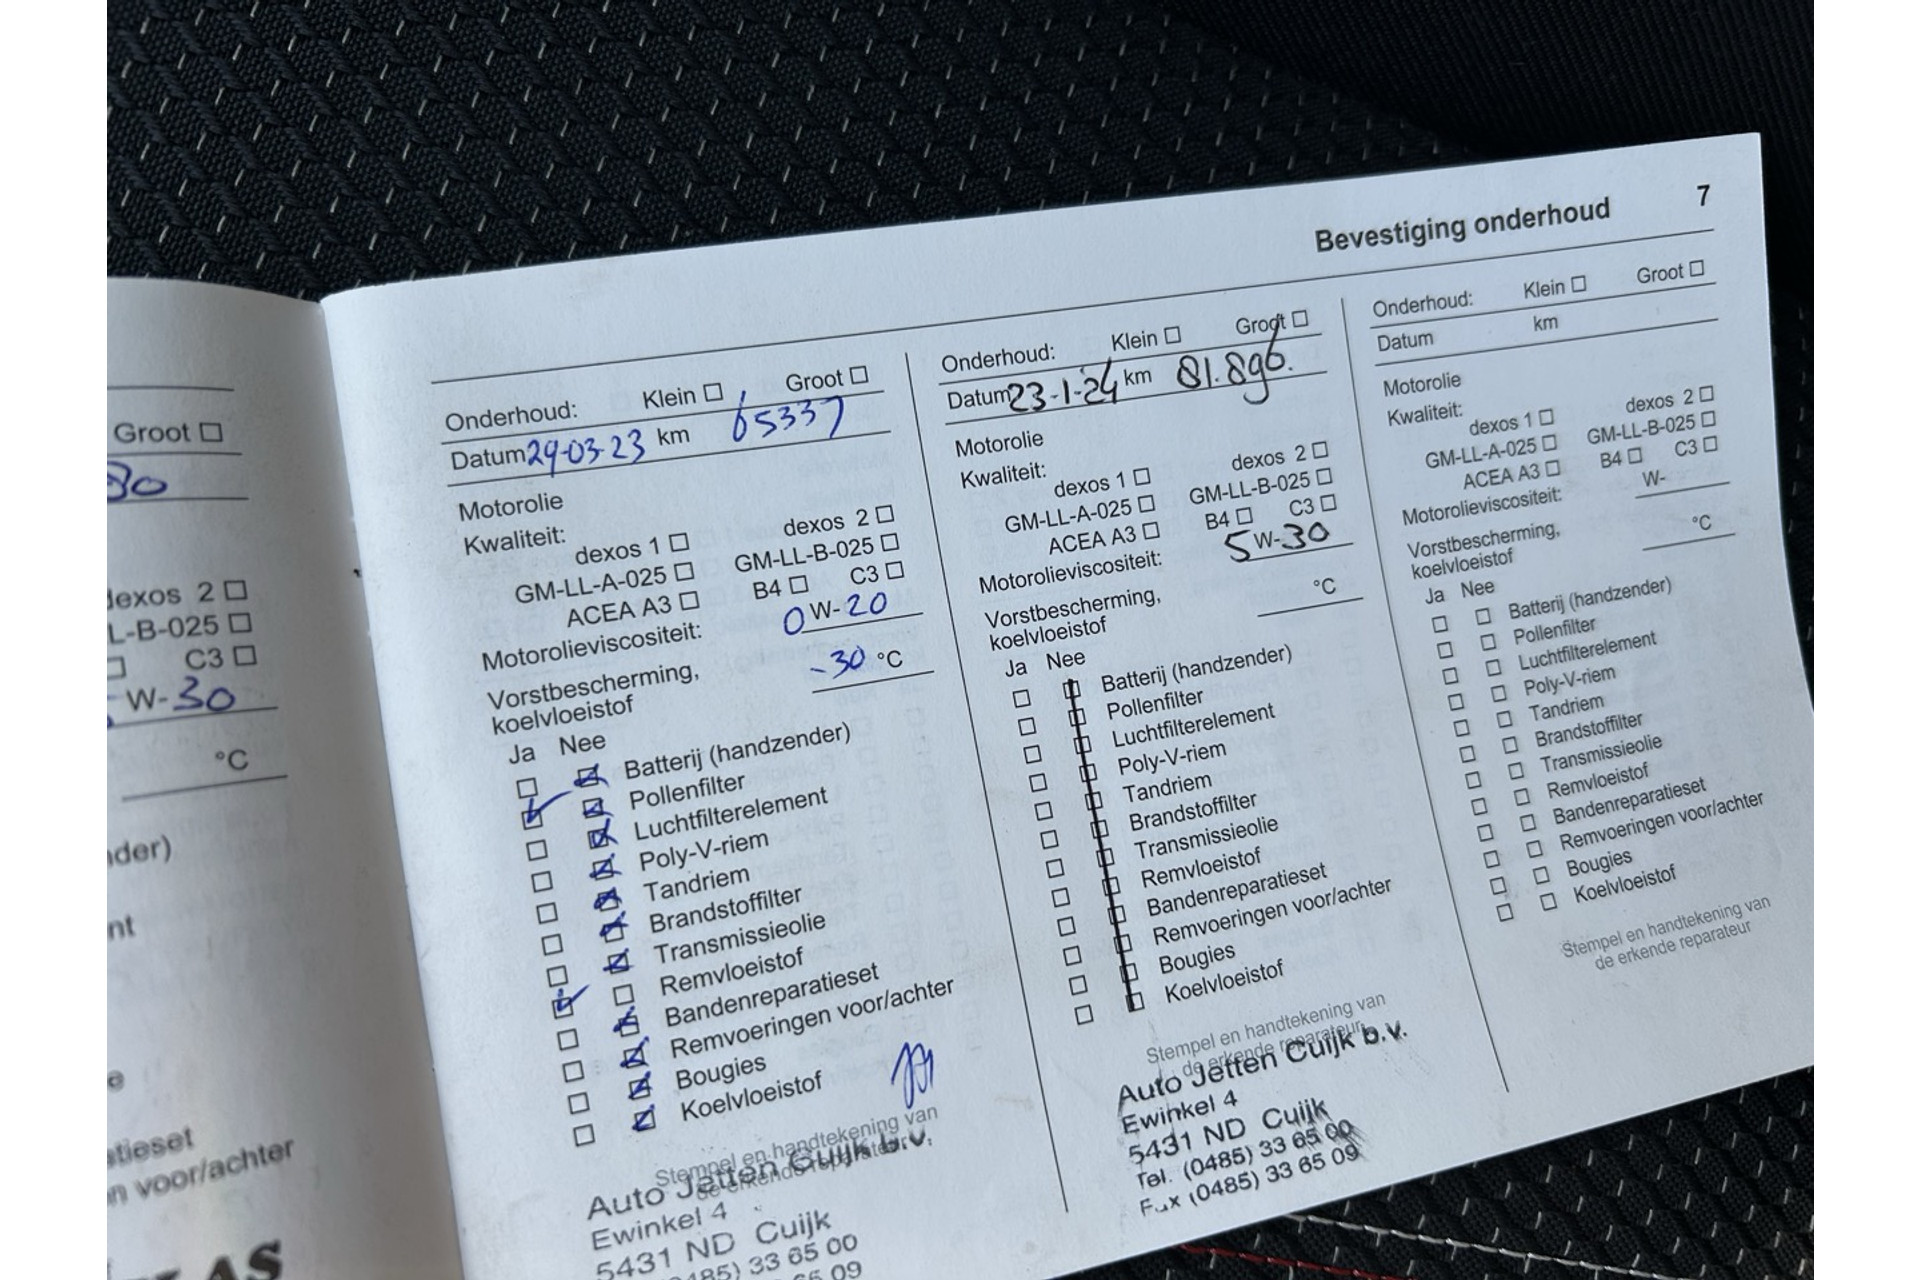 Groot
30
dexos 2
L-B-025
C3
W-30
°C
der)
nt
e
tieset
n voor/achter
AS
Bevestiging onderhoud 7
Onderhoud: Klein Groot
Datum 29-03-23 km 65337
Motorolie
Kwaliteit:
dexos 1 dexos 2
GM-LL-A-025 GM-LL-B-025
ACEA A3 B4 C3
Motorolieviscositeit: 0 W-20
Vorstbescherming,
koelvloeistof -30 °C
Ja Nee
Batterij (handzender)
Pollenfilter
Luchtfilterelement
Poly-V-riem
Tandriem
Brandstoffilter
Transmissieolie
Remvloeistof
Bandenreparatieset
Remvoeringen voor/achter
Bougies
Koelvloeistof
Stempel en handtekening van
de erkende reparateur
Auto Jetten Cuijk b.v.
Ewinkel 4
5431 ND Cuijk
0485) 33 65 00
65 09
Onderhoud: Klein Groot
Datum 23-1-24 km 81.896.
Motorolie
Kwaliteit:
dexos 1 dexos 2
GM-LL-A-025 GM-LL-B-025
ACEA A3 B4 C3
Motorolieviscositeit: 5 W-30
Vorstbescherming,
koelvloeistof °C
Ja Nee
Batterij (handzender)
Pollenfilter
Luchtfilterelement
Poly-V-riem
Tandriem
Brandstoffilter
Transmissieolie
Remvloeistof
Bandenreparatieset
Remvoeringen voor/achter
Bougies
Koelvloeistof
Stempel en handtekening van
de erkende reparateur
Auto Jetten Cuijk b.v.
Ewinkel 4
5431 ND Cuijk
Tel. (0485) 33 65 00
Fax (0485) 33 65 09
Onderhoud: Klein Groot
Datum km
Motorolie
Kwaliteit:
dexos 1 dexos 2
GM-LL-A-025 GM-LL-B-025
ACEA A3 B4 C3
Motorolieviscositeit: W-
Vorstbescherming,
koelvloeistof °C
Ja Nee
Batterij (handzender)
Pollenfilter
Luchtfilterelement
Poly-V-riem
Tandriem
Brandstoffilter
Transmissieolie
Remvloeistof
Bandenreparatieset
Remvoeringen voor/achter
Bougies
Koelvloeistof
Stempel en handtekening van
de erkende reparateur